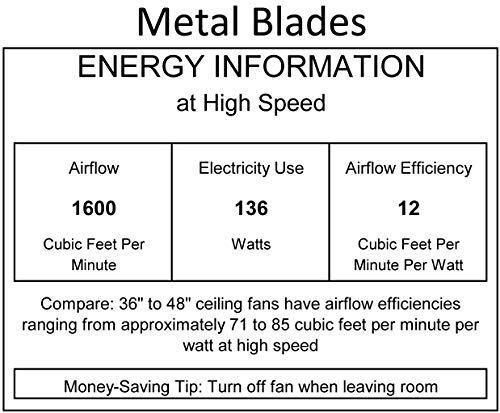 Metal Blades
ENERGY INFORMATION
at High Speed
Airflow
1600
Cubic Feet Per
Minute
Electricity Use
136
Watts
Airflow Efficiency
12
Cubic Feet Per
Minute Per Watt
Compare: 36" to 48" ceiling fans have airflow efficiencies
ranging from approximately 71 to 85 cubic feet per minute per
watt at high speed
Money-Saving Tip: Turn off fan when leaving room